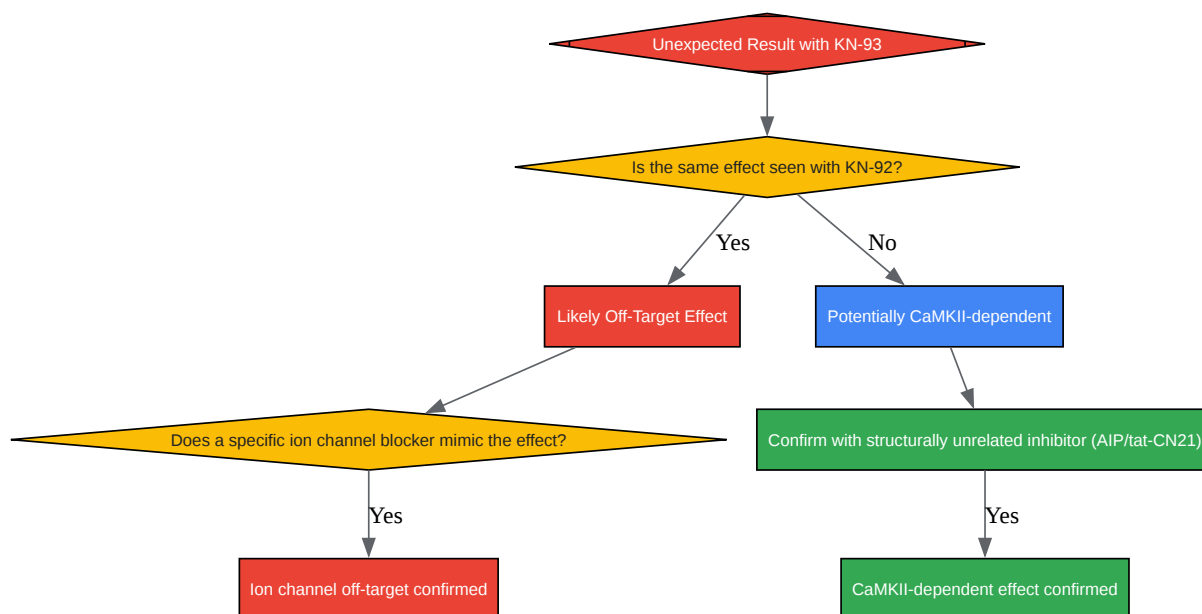 Unexpected Result with KN-93
Is the same effect seen with KN-92?
Yes
No
Likely Off-Target Effect
Potentially CaMKII-dependent
Does a specific ion channel blocker mimic the effect?
Confirm with structurally unrelated inhibitor (AIP/tat-CN21)
Yes
Yes
Ion channel off-target confirmed
CaMKII-dependent effect confirmed